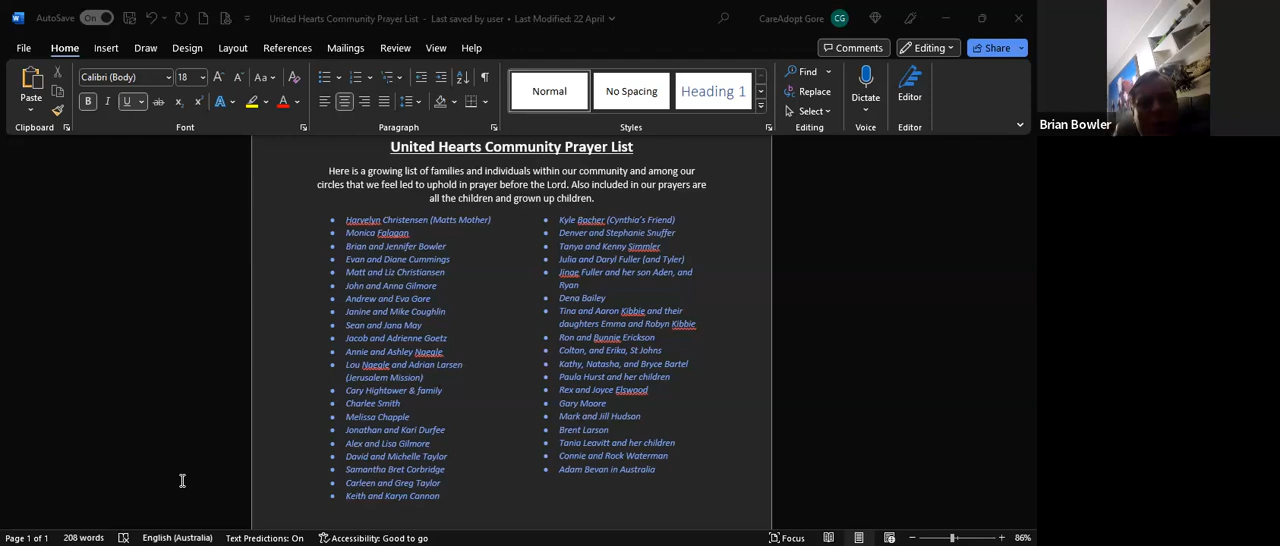 AutoSave On United Hearts Community Prayer List - Last saved by user • Last Modified: 22 April CareAdopt Gore CG
File Home Insert Draw Design Layout References Mailings Review View Help Comments Editing Share
Paste Calibri (Body) 18 Normal No Spacing Heading 1 Find Replace Select Dictate Editor
Clipboard Font Paragraph Styles Editing Voice Editor
Brian Bowler
United Hearts Community Prayer List
Here is a growing list of families and individuals within our community and among our
circles that we feel led to uphold in prayer before the Lord. Also included in our prayers are
all the children and grown up children.
Harvelyn Christensen (Matts Mother)
Monica Falagan
Brian and Jennifer Bowler
Evan and Diane Cummings
Matt and Liz Christiansen
John and Anna Gilmore
Andrew and Eva Gore
Janine and Mike Coughlin
Sean and Jana May
Jacob and Adrienne Goetz
Annie and Ashley Naegle
Lou Naegle and Adrian Larsen
(Jerusalem Mission)
Cary Hightower & family
Charlee Smith
Melissa Chapple
Jonathan and Kari Durfee
Alex and Lisa Gilmore
David and Michelle Taylor
Samantha Bret Corbridge
Carleen and Greg Taylor
Keith and Karyn Cannon
Kyle Bacher (Cynthia's Friend)
Denver and Stephanie Snuffer
Tanya and Kenny Simmler
Julia and Daryl Fuller (and Tyler)
Jinae Fuller and her son Aden, and
Ryan
Dena Bailey
Tina and Aaron Kibbie and their
daughters Emma and Robyn Kibbie
Ron and Bunnie Erickson
Colton, and Erika, St Johns
Kathy, Natasha, and Bryce Bartel
Paula Hurst and her children
Rex and Joyce Elswood
Gary Moore
Mark and Jill Hudson
Brent Larson
Tania Leavitt and her children
Connie and Rock Waterman
Adam Bevan in Australia
Page 1 of 1 208 words English (Australia) Text Predictions: On Accessibility: Good to go Focus 86%